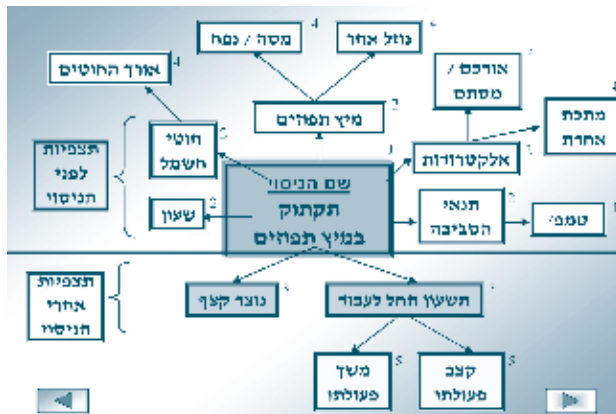 מסה / נפח
נוזל אחר
אורך החוטים
אורכם /
מסתם
מתכת
אחרת
מיץ תפוזים
חוטי
חשמל
אלקטרודות
תצפיות
לפני
הניסוי
שם הניסוי
תקתוק
במיץ תפוזים
שעון
תנאי
הסביבה
טמפ'
תצפיות
אחרי
הניסוי
נוצר קצף
השעון החל לעבוד
משך
פעולתו
קצב
פעולתו